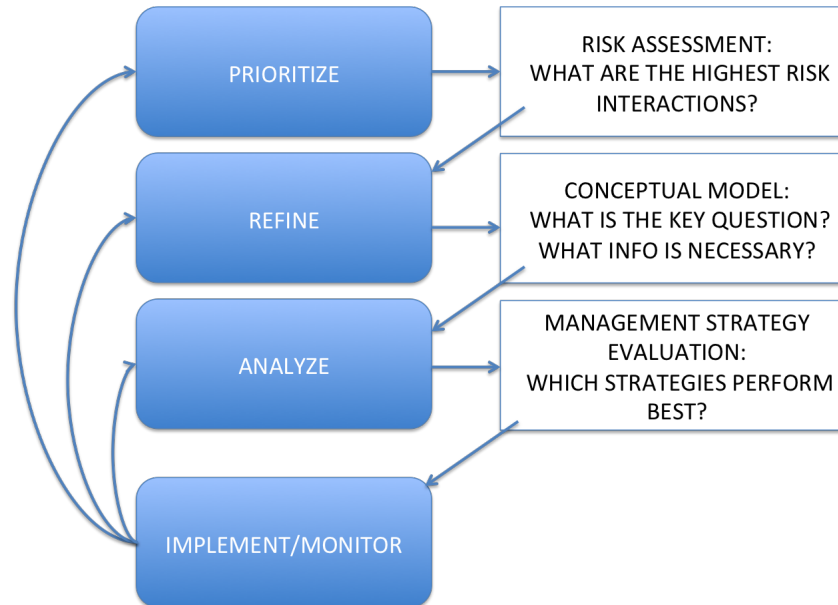 PRIORITIZE
RISK ASSESSMENT:
WHAT ARE THE HIGHEST RISK
INTERACTIONS?
REFINE
CONCEPTUAL MODEL:
WHAT IS THE KEY QUESTION?
WHAT INFO IS NECESSARY?
ANALYZE
MANAGEMENT STRATEGY
EVALUATION:
WHICH STRATEGIES PERFORM
BEST?
IMPLEMENT/MONITOR